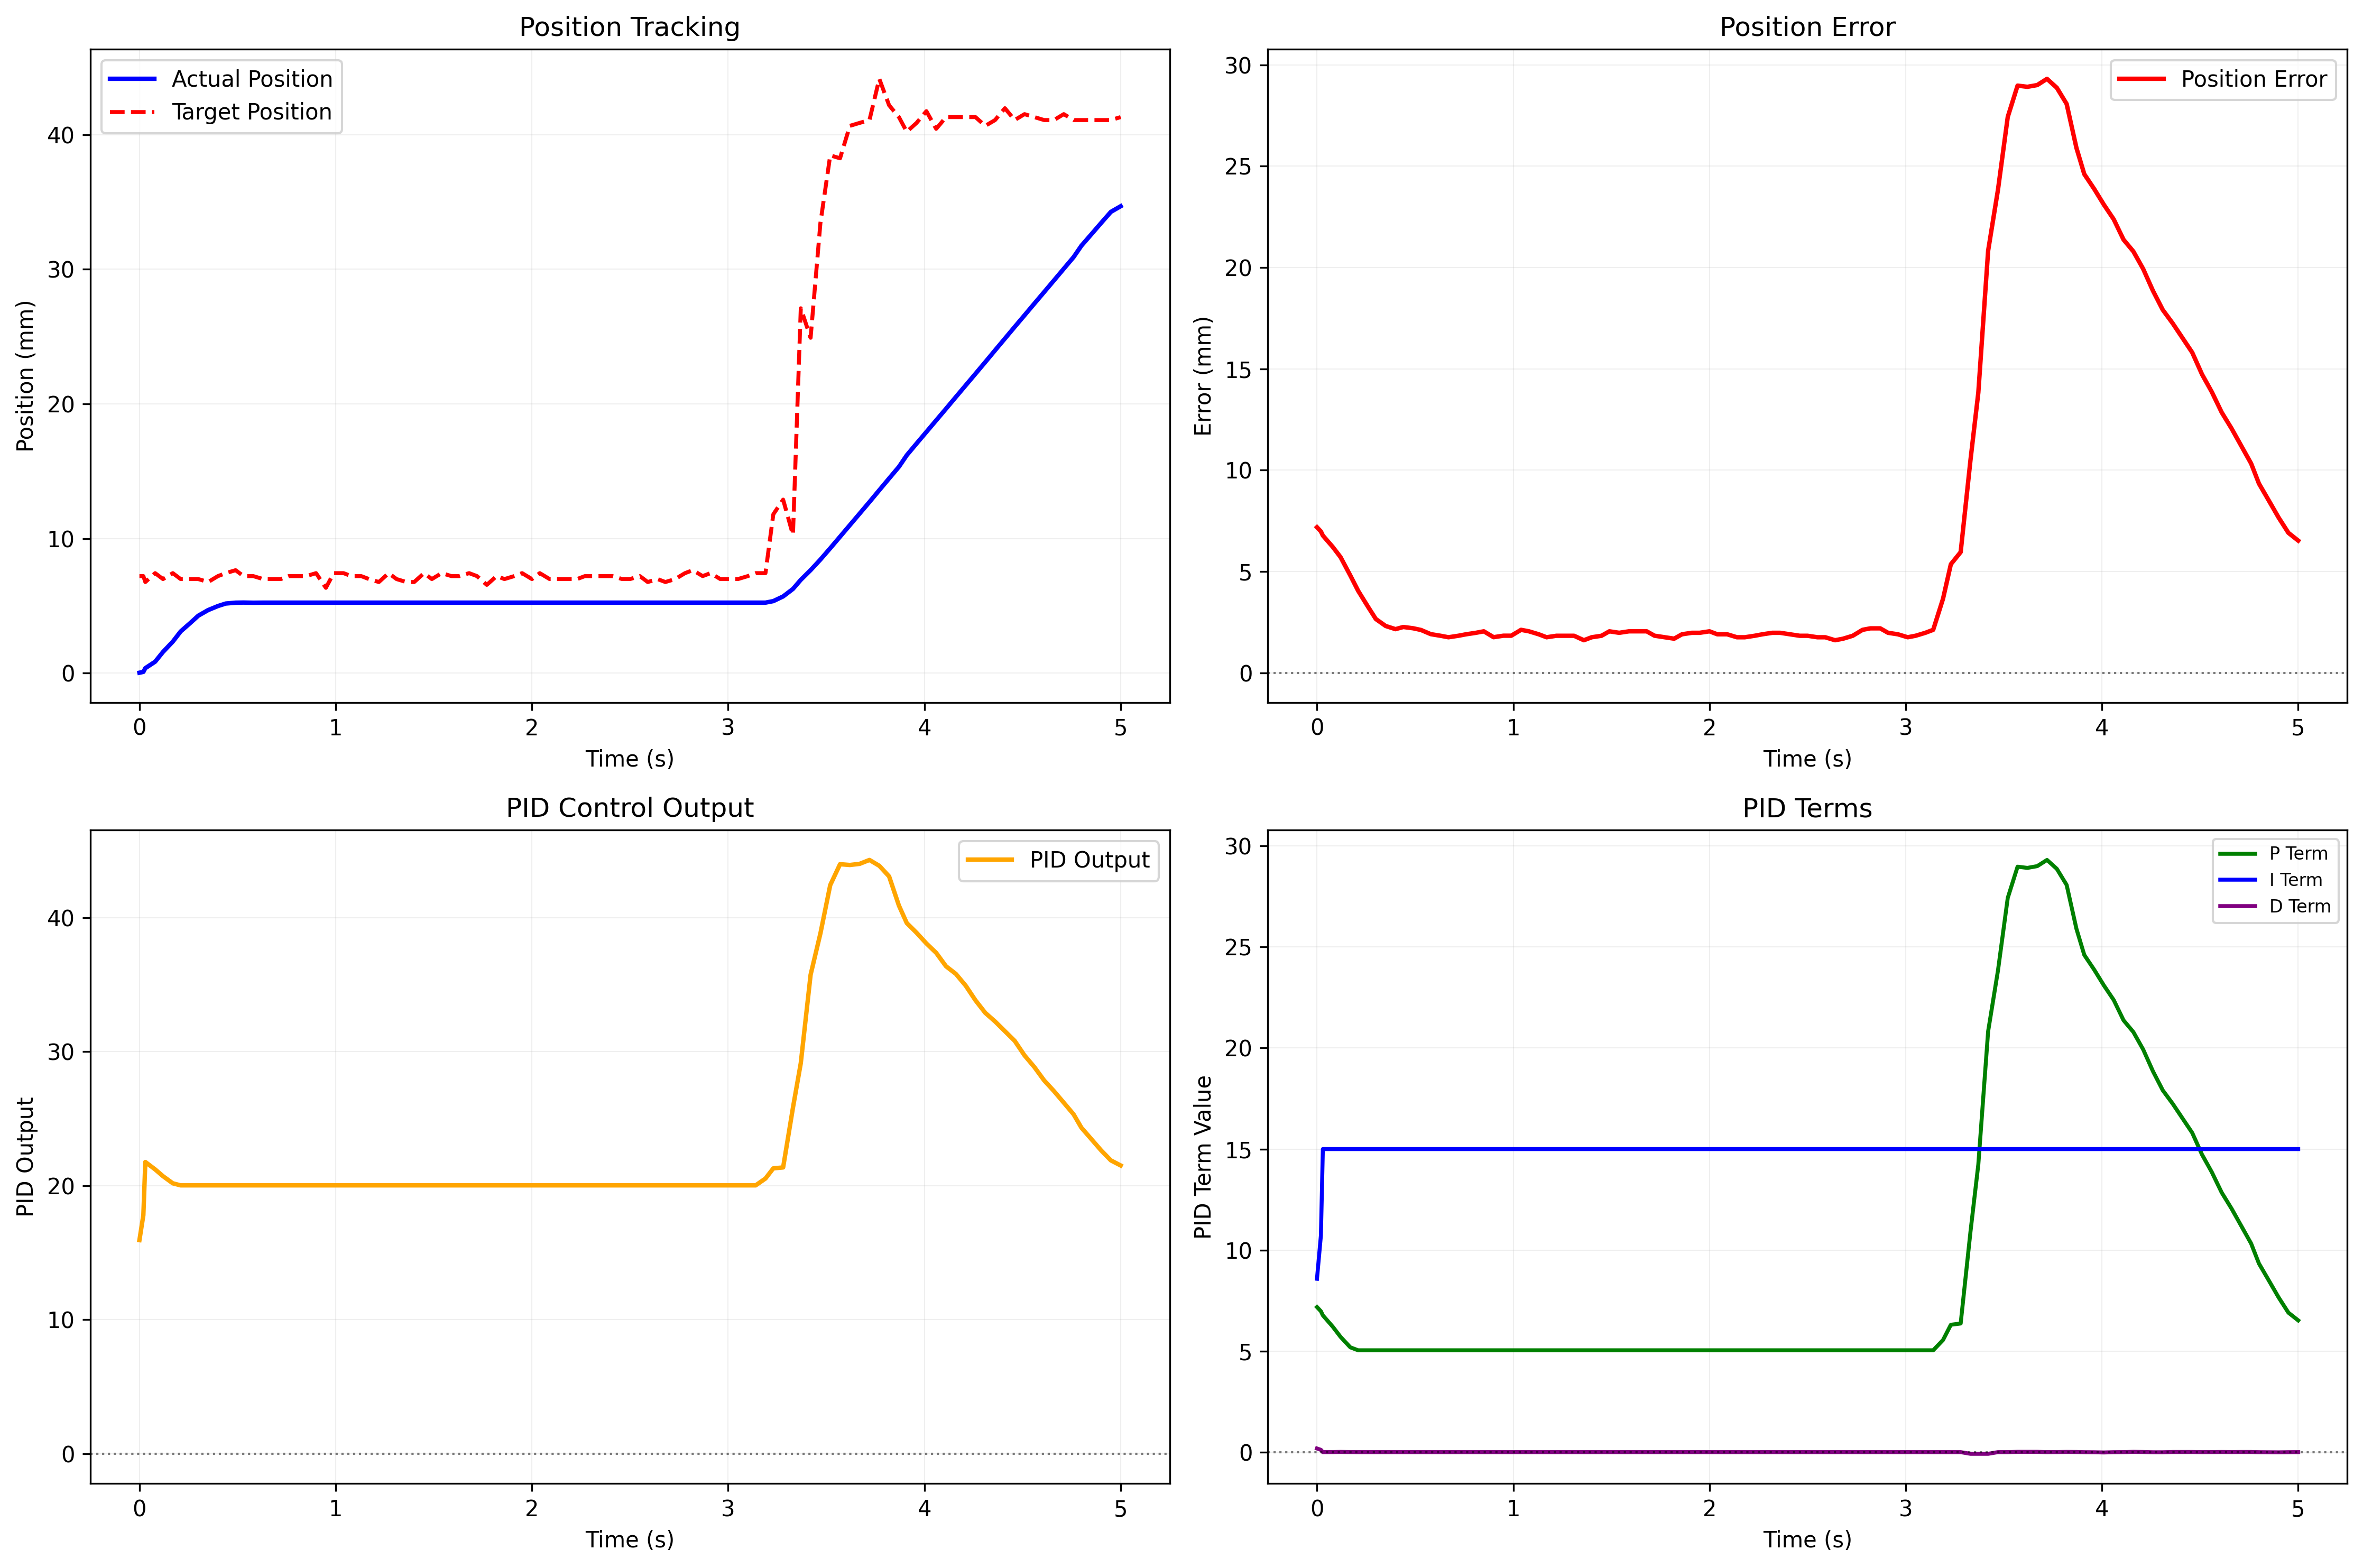 Position Tracking
Actual Position
Target Position
40
30
20
10
0
Position (mm)
0 1 2 3 4 5
Time (s)
Position Error
Position Error
30
25
20
15
10
5
0
Error (mm)
0 1 2 3 4 5
Time (s)
PID Control Output
PID Output
40
30
20
10
0
PID Output
0 1 2 3 4 5
Time (s)
PID Terms
P Term
I Term
D Term
30
25
20
15
10
5
0
PID Term Value
0 1 2 3 4 5
Time (s)